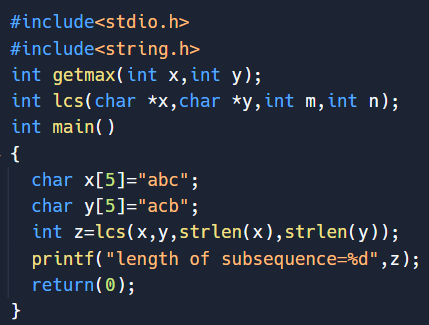 #include<stdio.h>
#include<string.h>
int getmax(int x,int y);
int lcs(char *x,char *y,int m,int n);
int main()
{
  char x[5]="abc";
  char y[5]="acb";
  int z=lcs(x,y,strlen(x),strlen(y));
  printf("length of subsequence=%d",z);
  return(0);
}